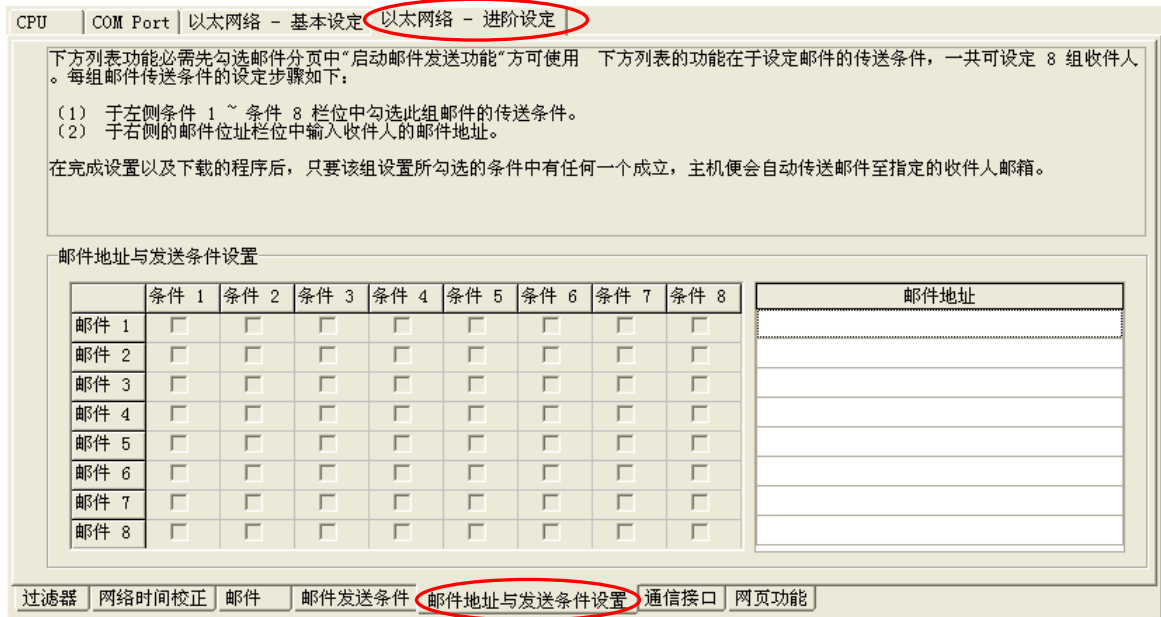 CPU COM Port 以太网络 - 基本设定 以太网络 - 进阶设定
下方列表功能必需先勾选邮件分页中“启动邮件发送功能“方可使用 下方列表的功能在于设定邮件的传送条件，一共可设定 8 组收件人
。每组邮件传送条件的设定步骤如下：
(1) 于左侧条件 1 ~ 条件 8 栏位中勾选此组邮件的传送条件。
(2) 于右侧的邮件位址栏位中输入收件人的邮件地址。
在完成设置以及下载的程序后，只要该组设置所勾选的条件中有任何一个成立，主机便会自动传送邮件至指定的收件人邮箱。
邮件地址与发送条件设置
条件 1 条件 2 条件 3 条件 4 条件 5 条件 6 条件 7 条件 8 邮件地址
邮件 1
邮件 2
邮件 3
邮件 4
邮件 5
邮件 6
邮件 7
邮件 8
过滤器 网络时间校正 邮件 邮件发送条件 邮件地址与发送条件设置 通信接口 网页功能